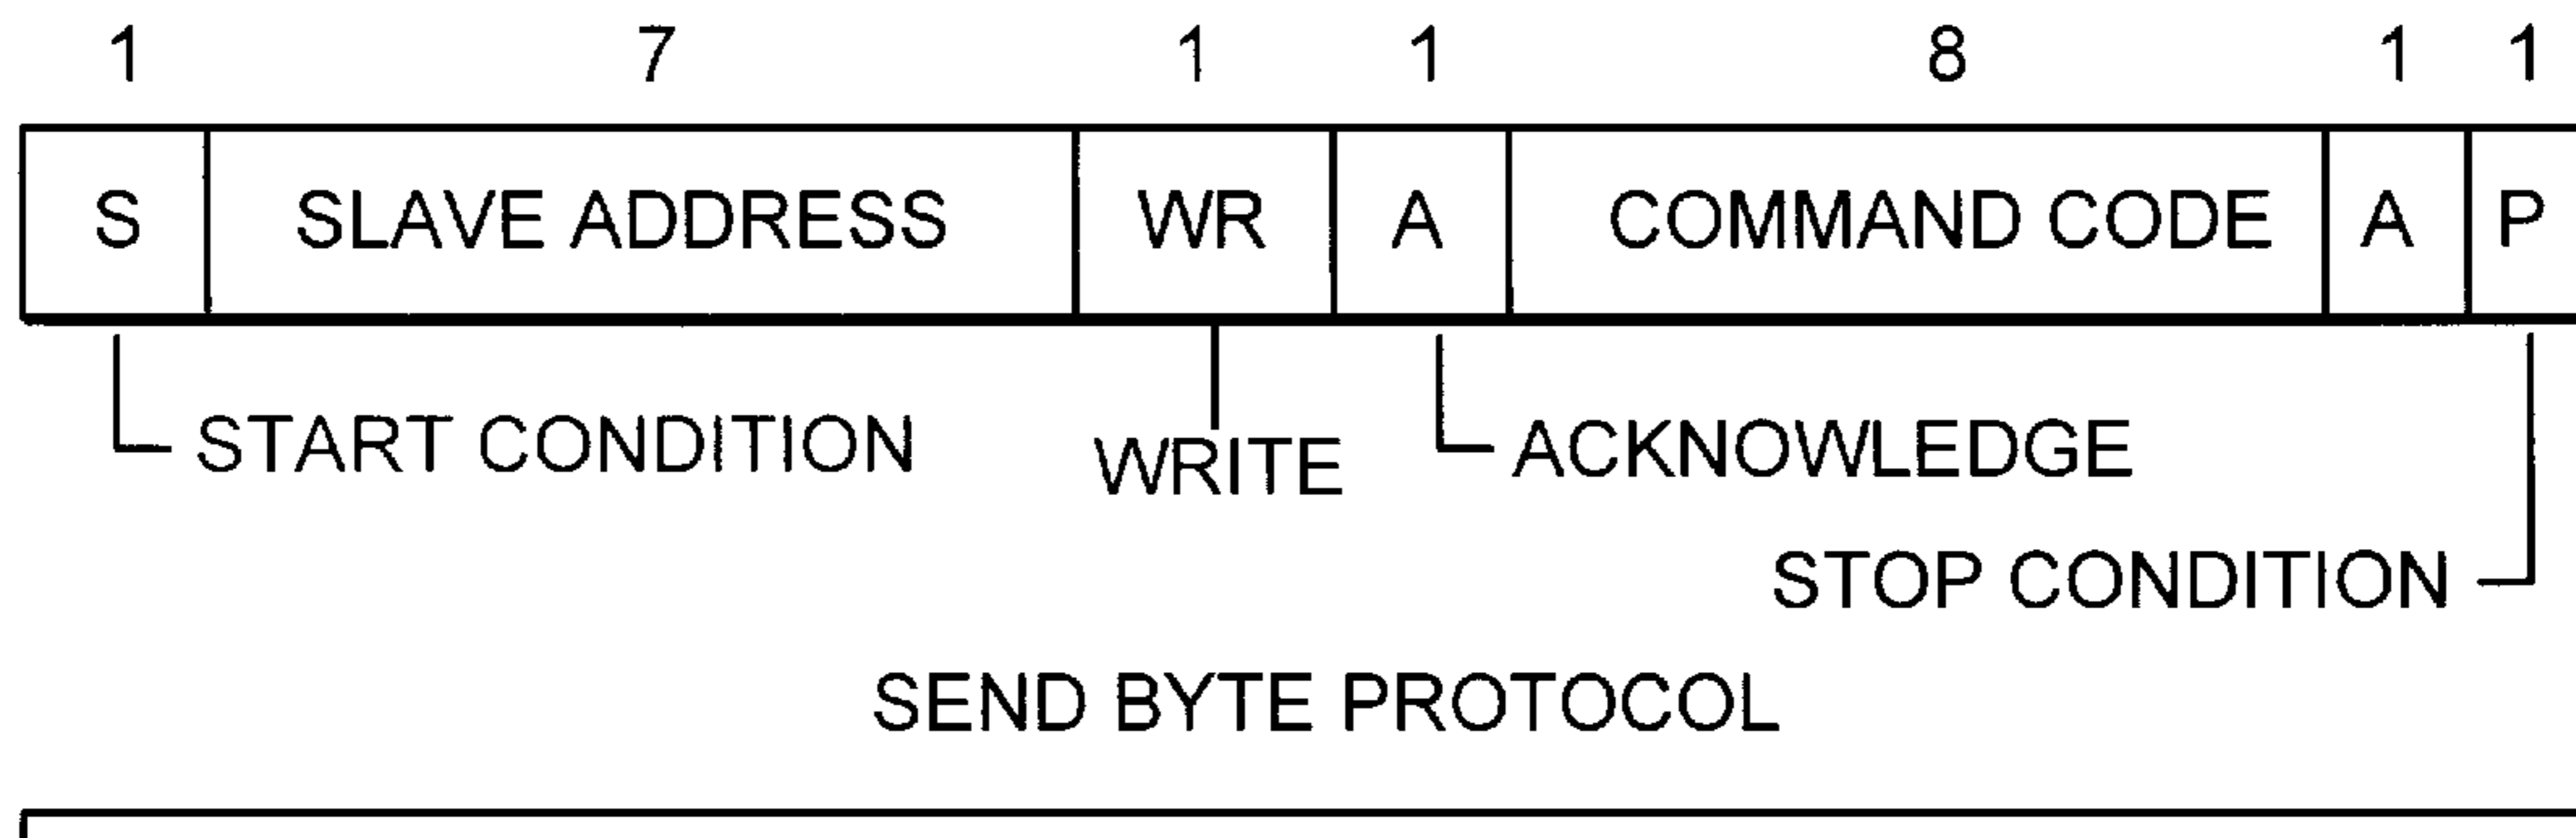 1 7 1 1 8 1 1
S SLAVE ADDRESS WR A COMMAND CODE A P
START CONDITION WRITE ACKNOWLEDGE
STOP CONDITION
SEND BYTE PROTOCOL